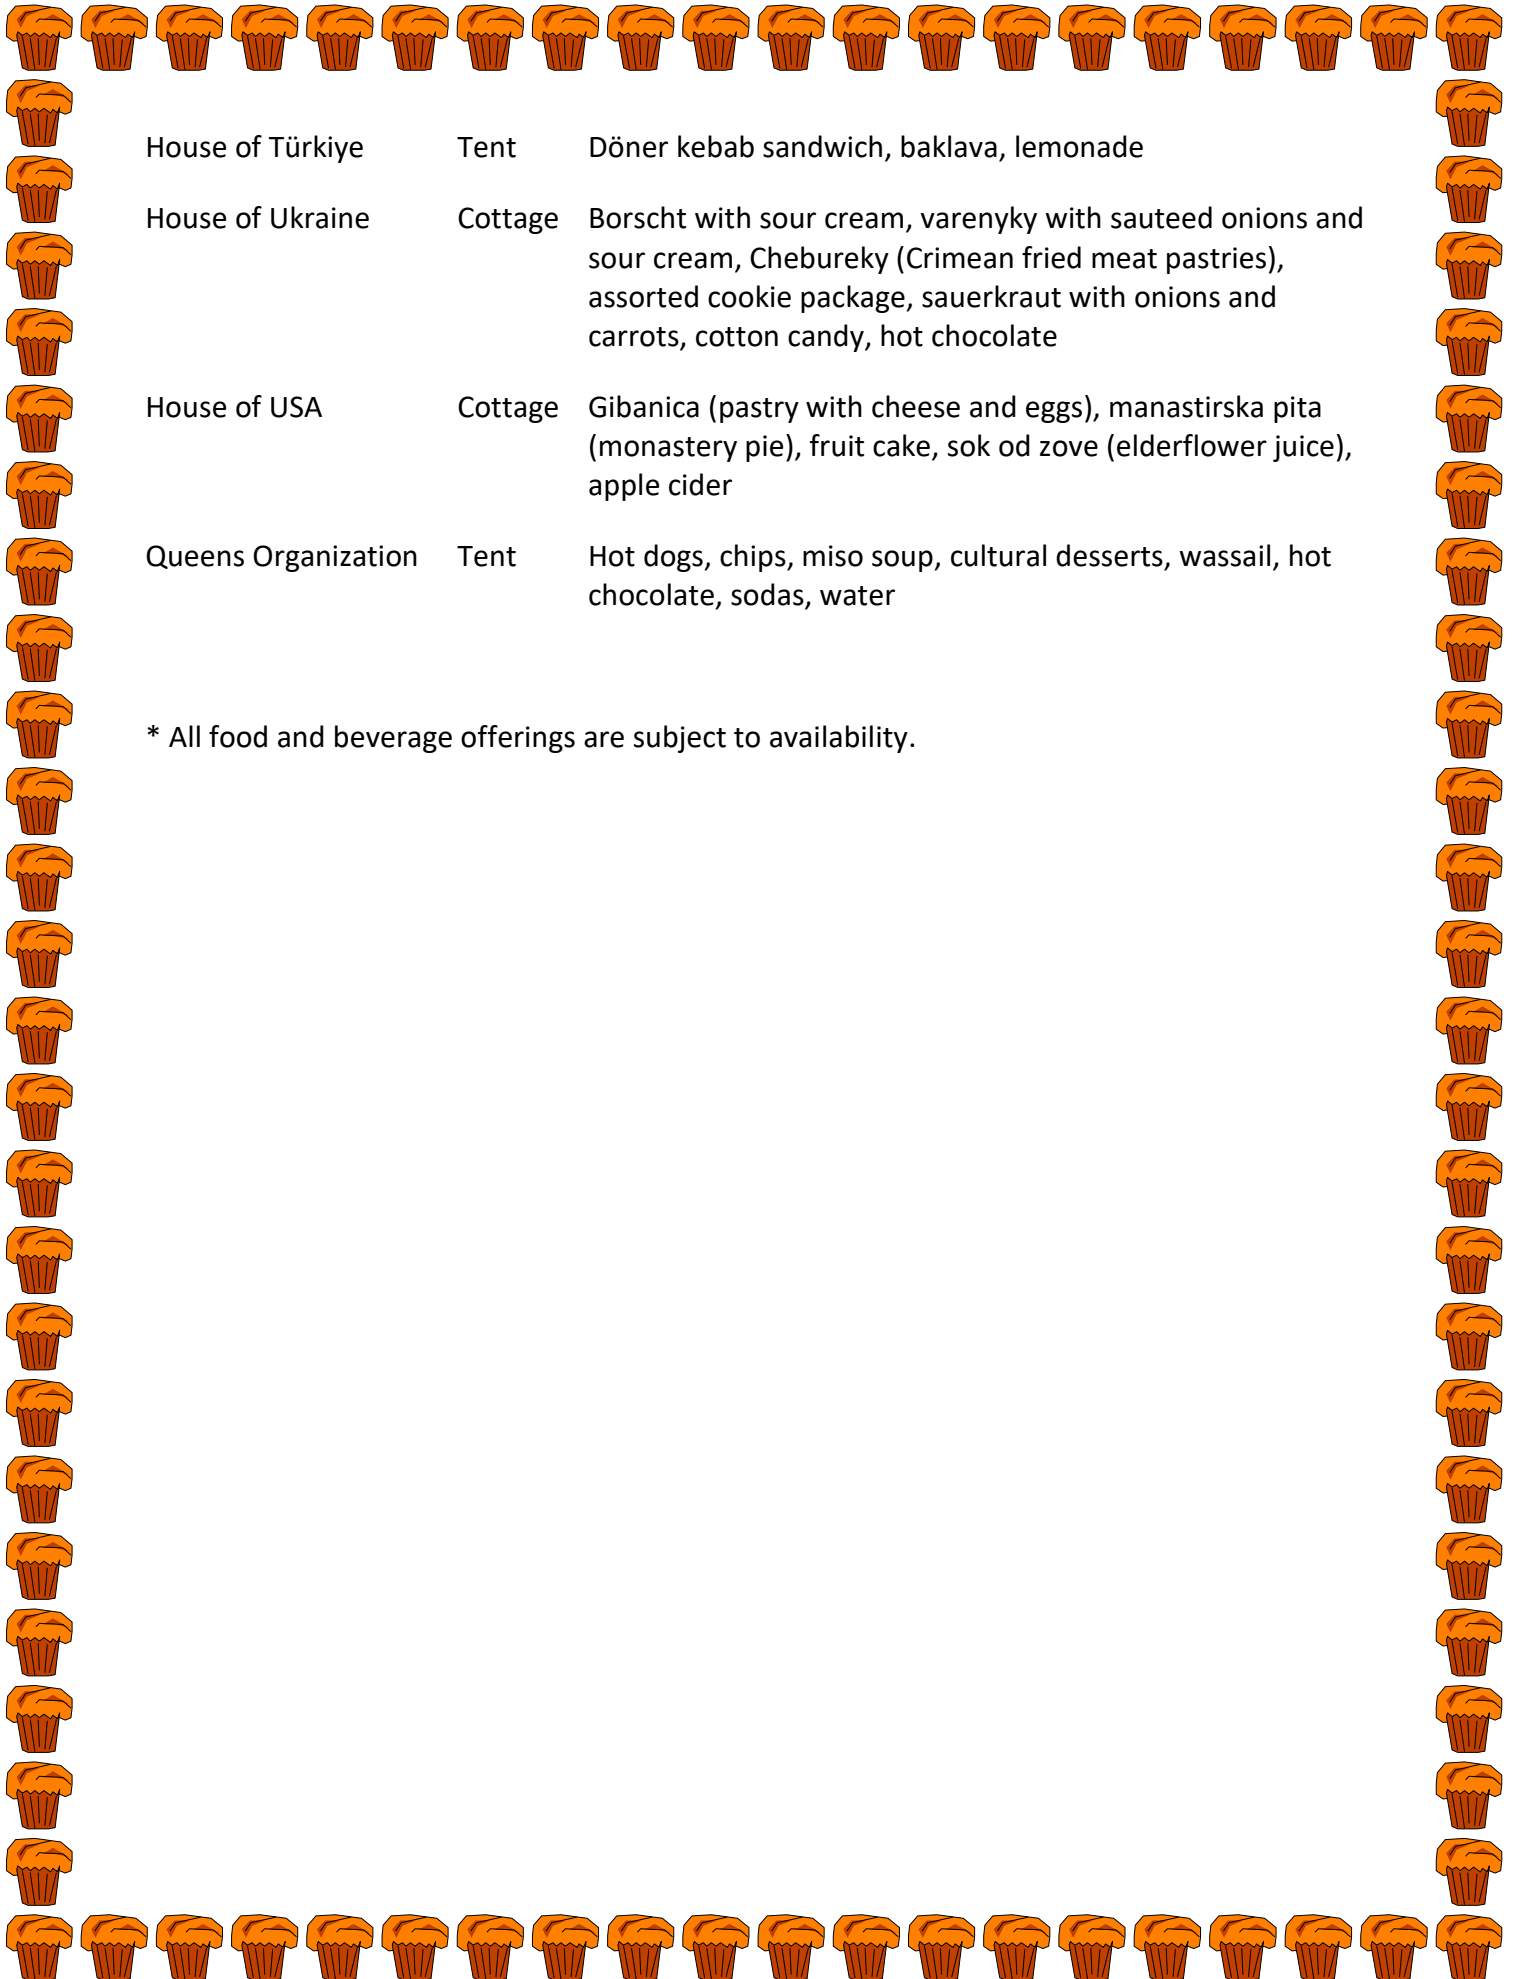 House of Türkiye Tent Döner kebab sandwich, baklava, lemonade
House of Ukraine Cottage Borscht with sour cream, varenyky with sauteed onions and
sour cream, Chebureky (Crimean fried meat pastries),
assorted cookie package, sauerkraut with onions and
carrots, cotton candy, hot chocolate
House of USA Cottage Gibanica (pastry with cheese and eggs), manastirska pita
(monastery pie), fruit cake, sok od zove (elderflower juice),
apple cider
Queens Organization Tent Hot dogs, chips, miso soup, cultural desserts, wassail, hot
chocolate, sodas, water
* All food and beverage offerings are subject to availability.